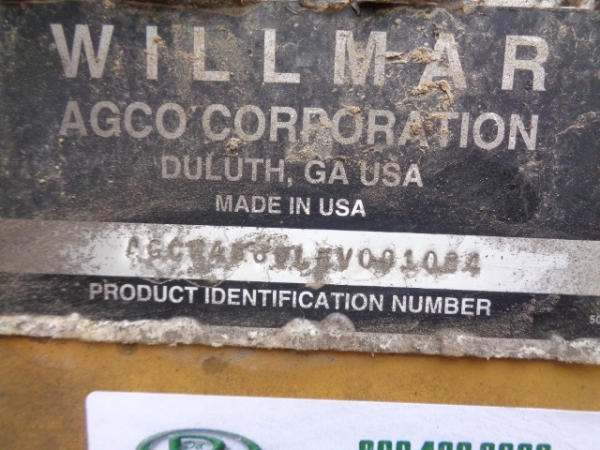 WILLMAR
AGCO CORPORATION
DULUTH, GA USA
MADE IN USA
PRODUCT IDENTIFICATION NUMBER